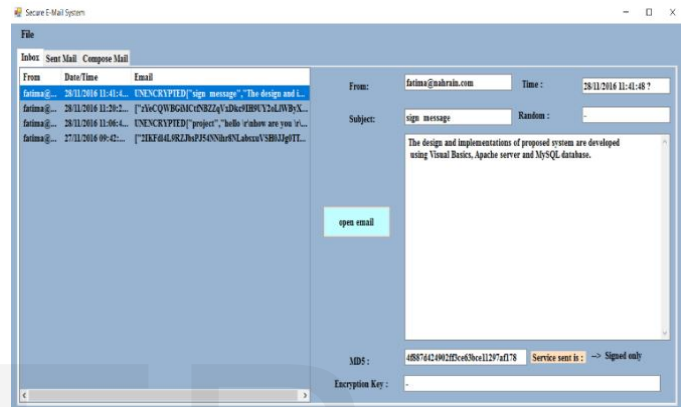 Secure E-Mail System
File
Inbox Sent Mail Compose Mail
From Date/Time Email
fatima@... 28/11/2016 11:41:4... UNENCRYPTED["sign message","The design and i...
fatima@... 28/11/2016 11:20:2...
fatima@... 28/11/2016 11:06:4... UNENCRYPTED["project","hello \r\nhow are you \r\...
fatima@... 27/11/2016 09:42:...
From: fatima@nahrain.com Time : 28/11/2016 11:41:48 ?
Subject: sign message Random : -
The design and implementations of proposed system are developed
using Visual Basics, Apache server and MySQL database.
open email
MD5 : Service sent is : --> Signed only
Encryption Key : -